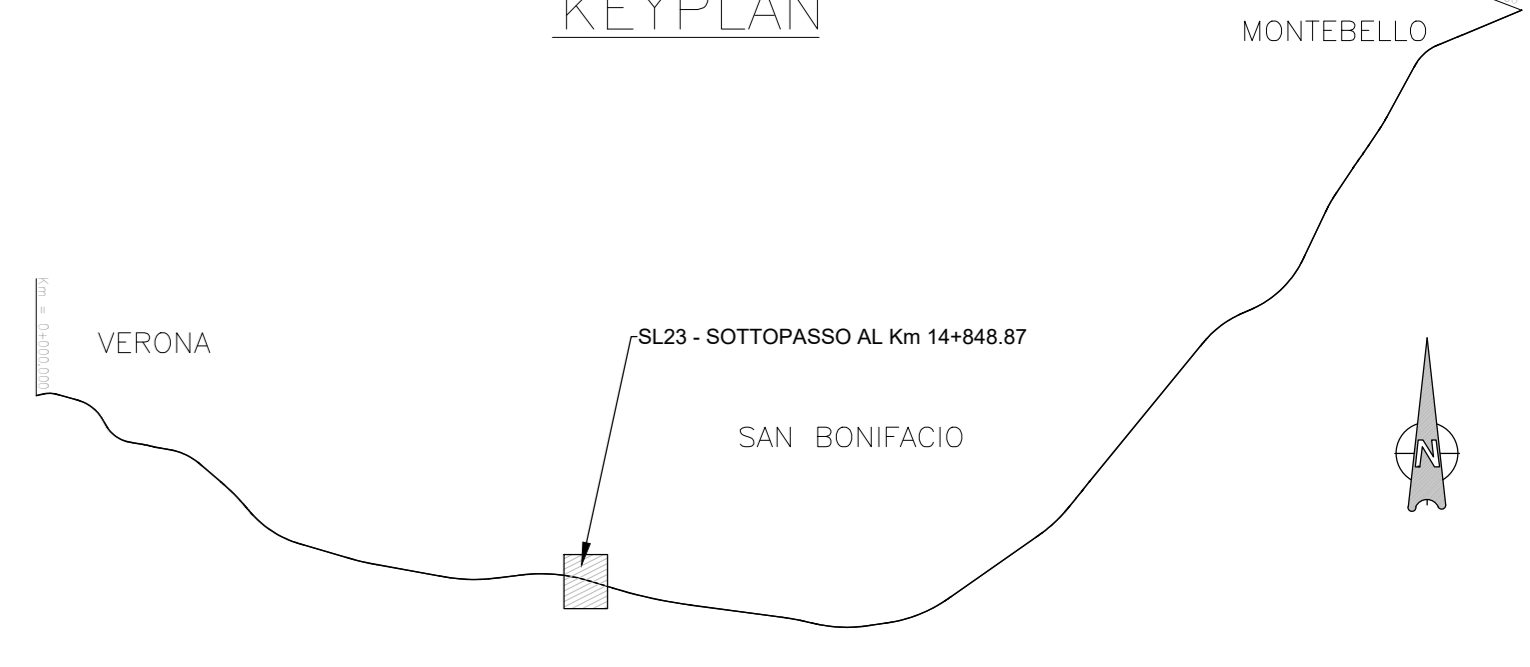 KEYPLAN
MONTEBELLO
Km = 0+000.000
VERONA
SL23 - SOTTOPASSO AL Km 14+848.87
SAN BONIFACIO
N